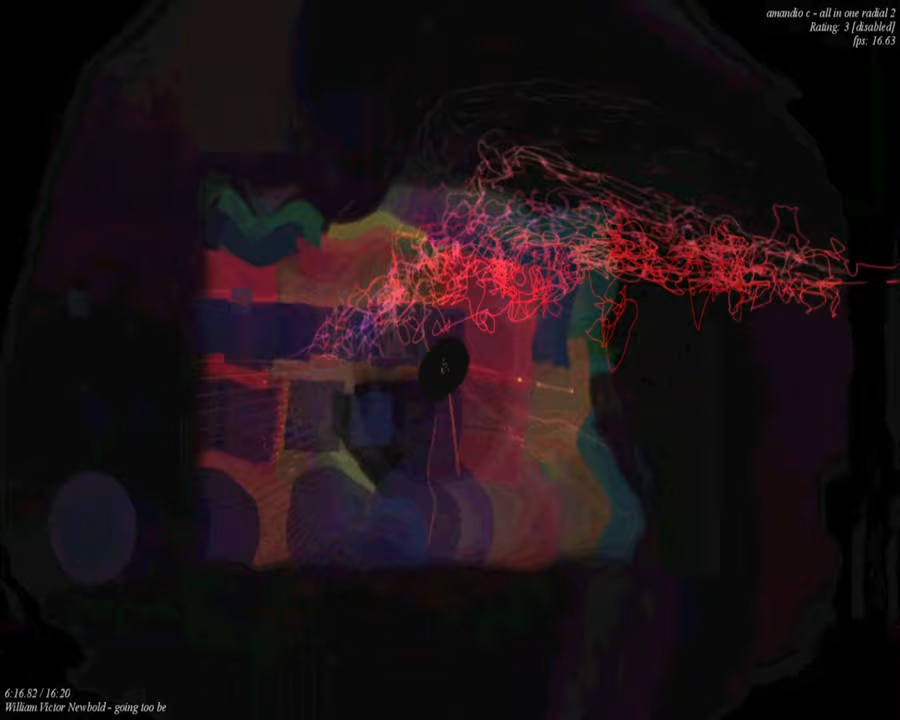 amandio c - all in one radial 2
Rating: 3 [disabled]
fps: 16.63
6:16.82 / 16:20
William Victor Newbold - going too be